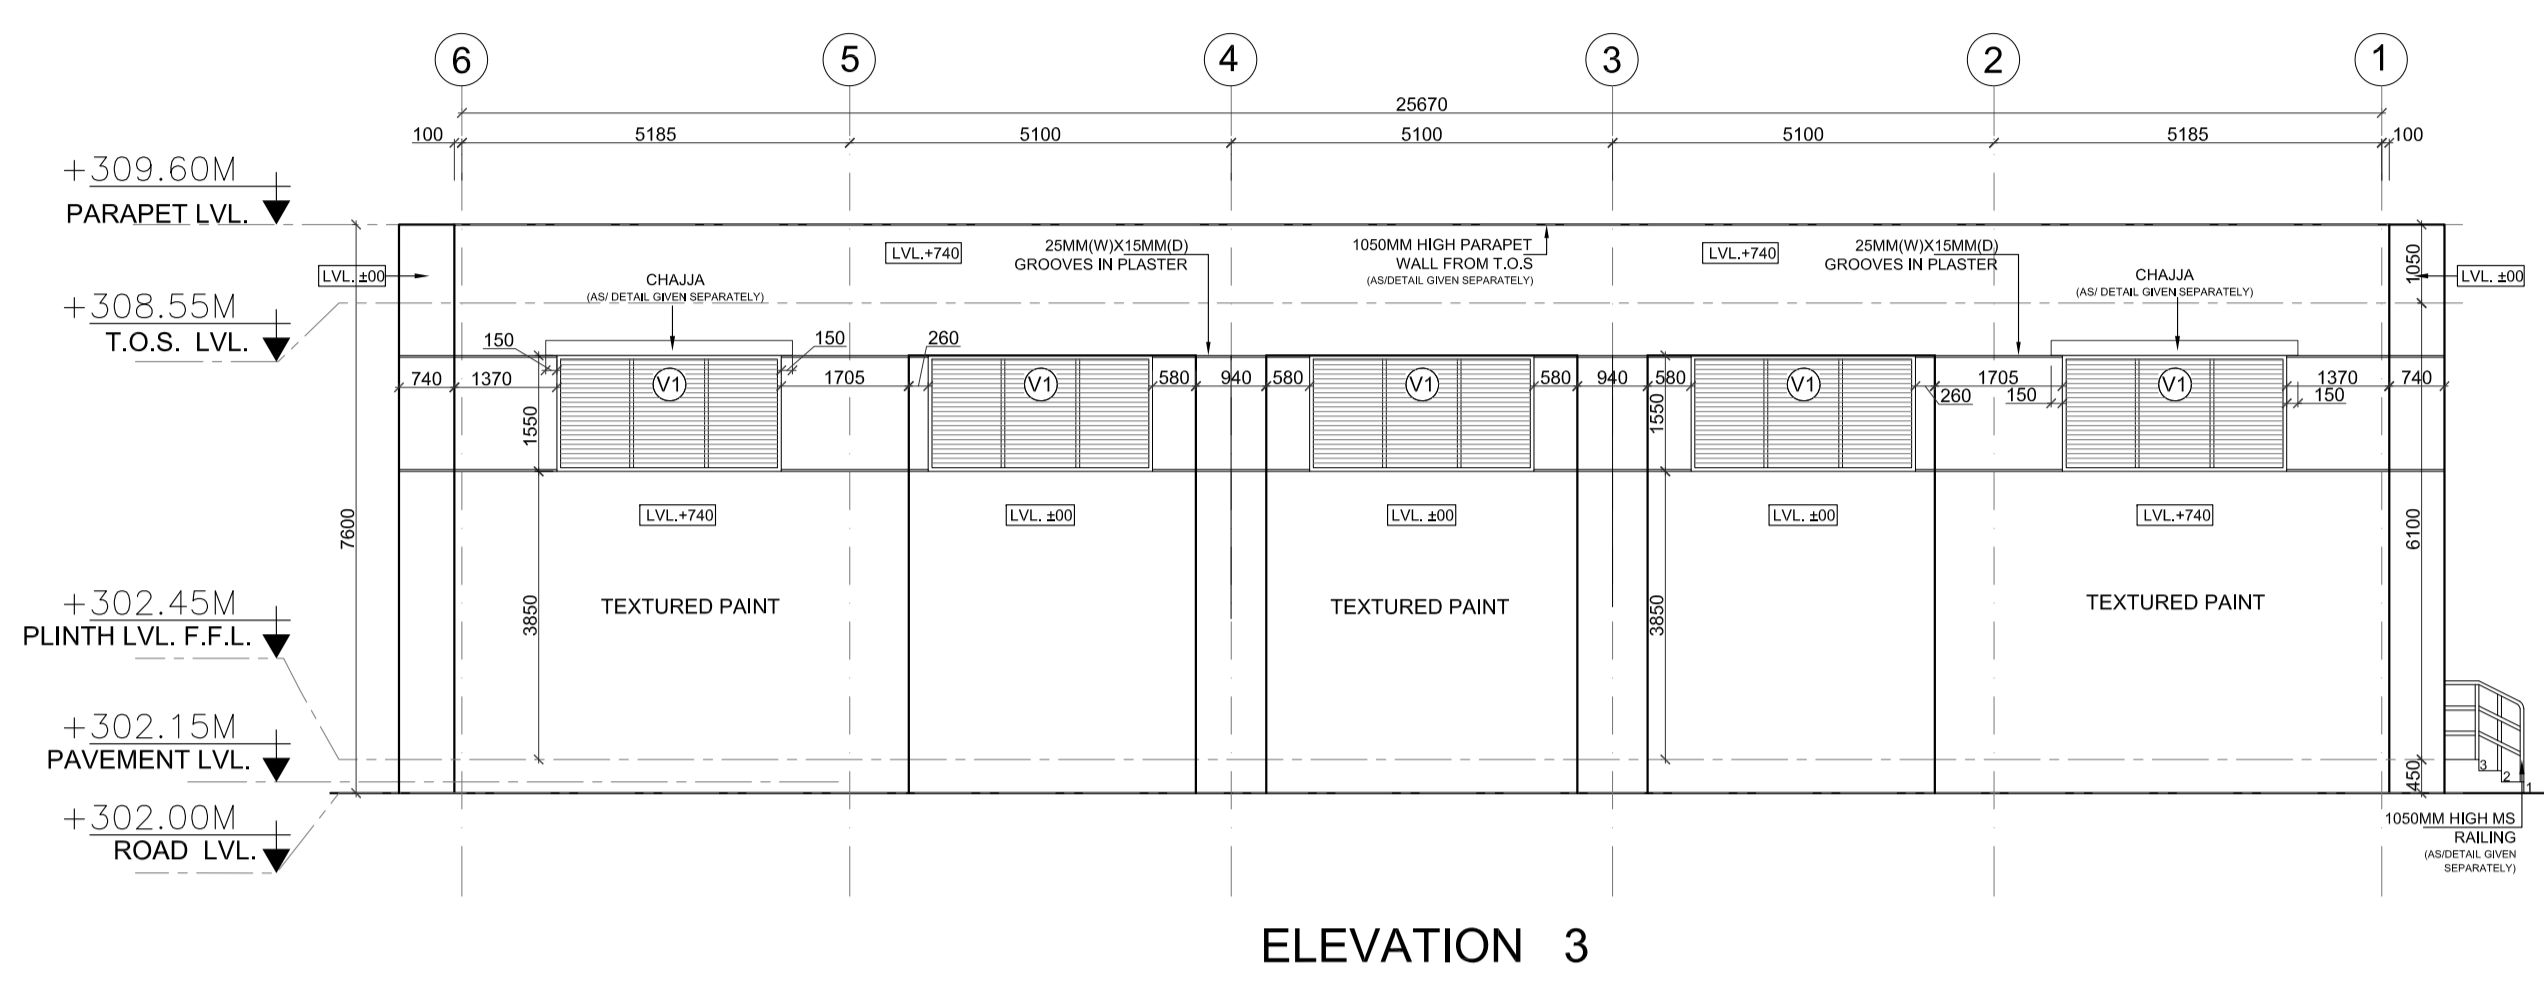 6 5 4 3 2 1
25670
100 5185 5100 5100 5100 5185 100
+309.60M
PARAPET LVL.
LVL.+740
25MM(W)X15MM(D)
GROOVES IN PLASTER
1050MM HIGH PARAPET
WALL FROM T.O.S
(AS/DETAIL GIVEN SEPARATELY)
LVL.+740
25MM(W)X15MM(D)
GROOVES IN PLASTER
1050
LVL. ±00
CHAJJA
(AS/ DETAIL GIVEN SEPARATELY)
CHAJJA
(AS/ DETAIL GIVEN SEPARATELY)
LVL. ±00
+308.55M
T.O.S. LVL.
150 150 260
740 1370 V1 1705 V1 580 940 580 V1 580 940 580 V1 1705 V1 1370 740
260 150 150
1550 1550
LVL.+740 LVL. ±00 LVL. ±00 LVL. ±00 LVL.+740
7600 6100
+302.45M
PLINTH LVL. F.F.L.
3850 3850
TEXTURED PAINT TEXTURED PAINT TEXTURED PAINT
+302.15M
PAVEMENT LVL.
450
3
2
1
+302.00M
ROAD LVL.
1050MM HIGH MS
RAILING
(AS/DETAIL GIVEN
SEPARATELY)
ELEVATION 3